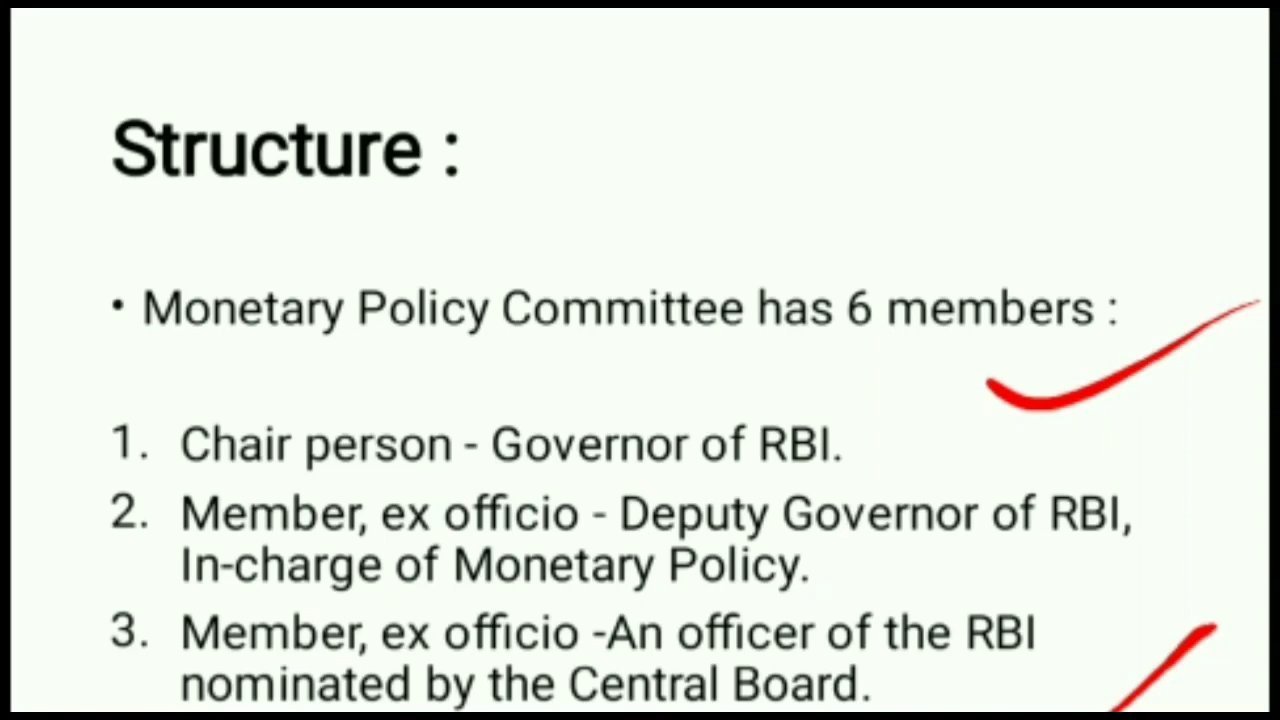 Structure :
• Monetary Policy Committee has 6 members :
1. Chair person - Governor of RBI.
2. Member, ex officio - Deputy Governor of RBI,
In-charge of Monetary Policy.
3. Member, ex officio -An officer of the RBI
nominated by the Central Board.